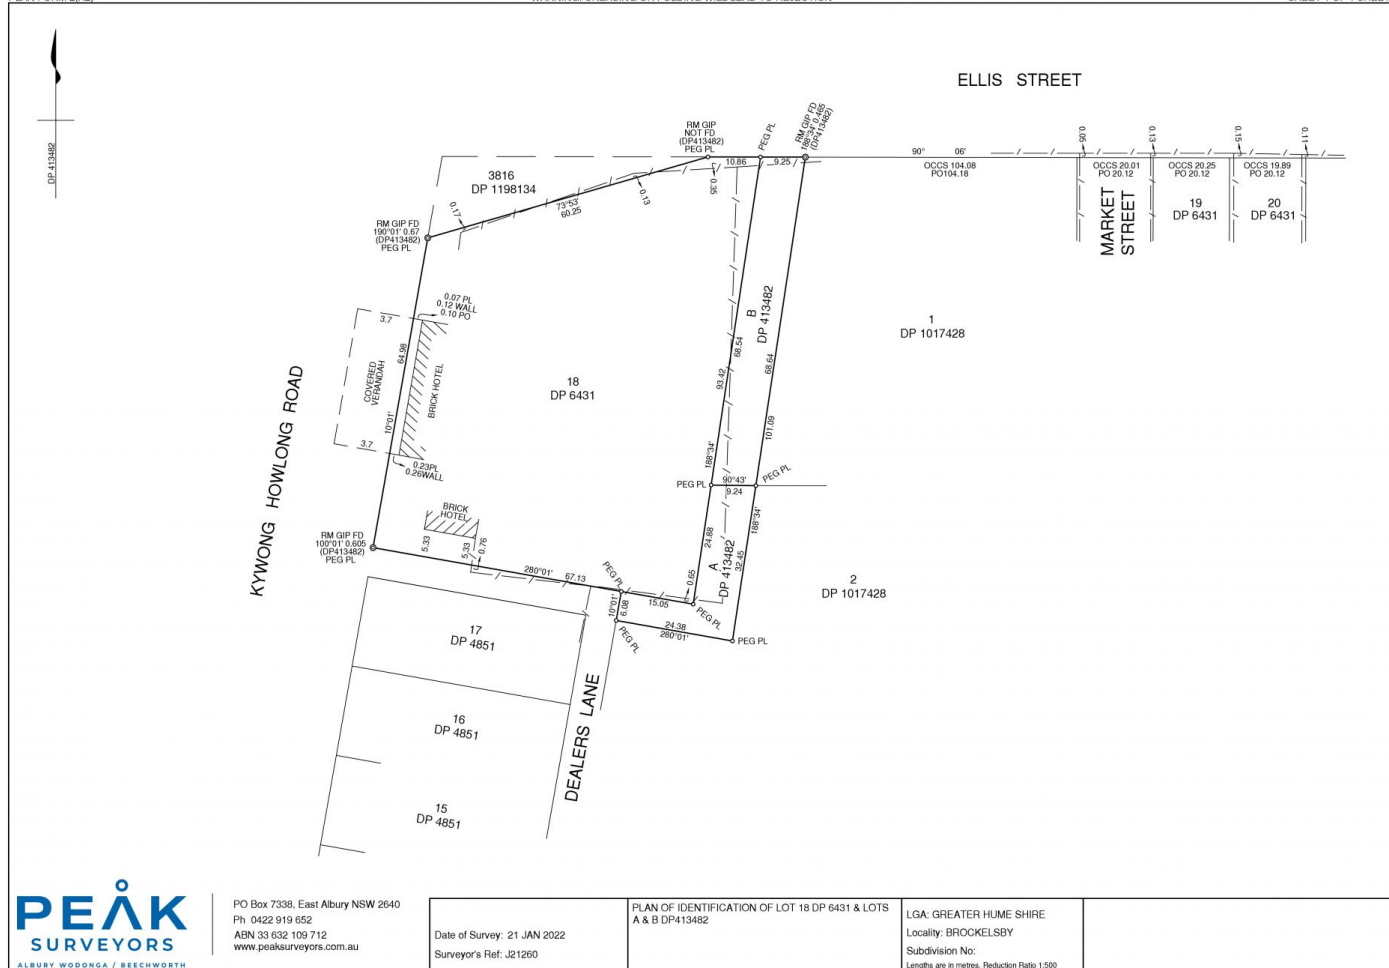 ELLIS STREET
DP 413482
RM GIP
NOT FD
(DP413482)
PEG PL
PEG PL
RM GIP FD
188°34' 0.465
(DP413482)
10.86
9.25
90° 06'
OCCS 104.08
PO104.18
0.05
0.13
0.15
0.11
OCCS 20.01
PO 20.12
OCCS 20.25
PO 20.12
OCCS 19.89
PO 20.12
MARKET
STREET
19
DP 6431
20
DP 6431
3816
DP 1198134
0.17
73°53'
60.25
0.13
0.35
RM GIP FD
190°01' 0.67
(DP413482)
PEG PL
0.07 PL
0.12 WALL
0.10 PO
3.7
64.98
COVERED
VERANDAH
BRICK HOTEL
10°01'
3.7
0.23PL
0.26WALL
KYWONG HOWLONG ROAD
18
DP 6431
B
DP 413482
68.54
93.42
68.64
101.09
188°34'
1
DP 1017428
PEG PL
90°43'
9.24
PEG PL
188°34'
24.88
32.45
A
DP 413482
2
DP 1017428
BRICK
HOTEL
5.33
5.33
0.76
RM GIP FD
100°01' 0.605
(DP413482)
PEG PL
280°01'
67.13
PEG PL
0.65
15.05
PEG PL
10°01'
6.08
24.38
280°01'
PEG PL
PEG PL
17
DP 4851
16
DP 4851
15
DP 4851
DEALERS LANE
PEAK
SURVEYORS
ALBURY WODONGA / BEECHWORTH
PO Box 7338, East Albury NSW 2640
Ph 0422 919 652
ABN 33 632 109 712
www.peaksurveyors.com.au
Date of Survey: 21 JAN 2022
Surveyor's Ref: J21260
PLAN OF IDENTIFICATION OF LOT 18 DP 6431 & LOTS
A & B DP413482
LGA: GREATER HUME SHIRE
Locality: BROCKELSBY
Subdivision No:
Lengths are in metres. Reduction Ratio 1:500